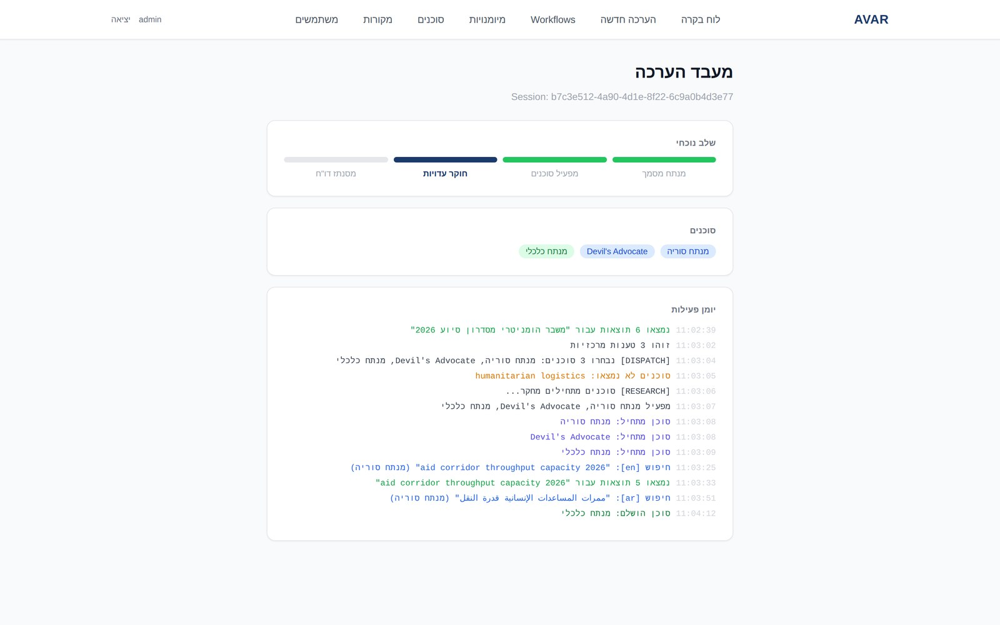 AVAR
לוח בקרה
הערכה חדשה
Workflows
מיומנויות
סוכנים
מקורות
משתמשים
admin
יציאה
מעבד הערכה
Session: b7c3e512-4a90-4d1e-8f22-6c9a0b4d3e77
שלב נוכחי
מנתח מסמך
מפעיל סוכנים
חוקר עדויות
מסנתז דו"ח
סוכנים
מנתח סוריה
Devil's Advocate
מנתח כלכלי
יומן פעילות
11:02:39 נמצאו 6 תוצאות עבור "משבר הומניטרי מסדרון סיוע 2026"
11:03:02 זוהו 3 טענות מרכזיות
11:03:04 [DISPATCH] נבחרו 3 סוכנים: מנתח סוריה, Devil's Advocate, מנתח כלכלי
11:03:05 סוכנים לא נמצאו: humanitarian logistics
11:03:06 [RESEARCH] סוכנים מתחילים מחקר...
11:03:07 מפעיל מנתח סוריה, Devil's Advocate, מנתח כלכלי
11:03:08 סוכן מתחיל: מנתח סוריה
11:03:08 סוכן מתחיל: Devil's Advocate
11:03:09 סוכן מתחיל: מנתח כלכלי
11:03:25 חיפוש [en]: "aid corridor throughput capacity 2026" (מנתח סוריה)
11:03:33 נמצאו 5 תוצאות עבור "aid corridor throughput capacity 2026"
11:03:51 חיפוש [ar]: "ممرات المساعدات الإنسانية قدرة النقل" (מנתח סוריה)
11:04:12 סוכן הושלם: מנתח כלכלי